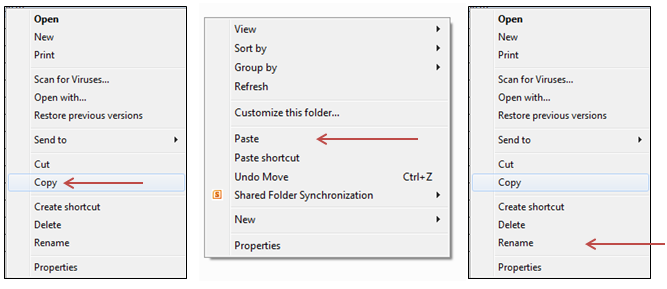 Open
New
Print
Scan for Viruses...
Open with...
Restore previous versions
Send to
Cut
Copy
Create shortcut
Delete
Rename
Properties
View
Sort by
Group by
Refresh
Customize this folder...
Paste
Paste shortcut
Undo Move Ctrl+Z
S Shared Folder Synchronization
New
Properties
Open
New
Print
Scan for Viruses...
Open with...
Restore previous versions
Send to
Cut
Copy
Create shortcut
Delete
Rename
Properties